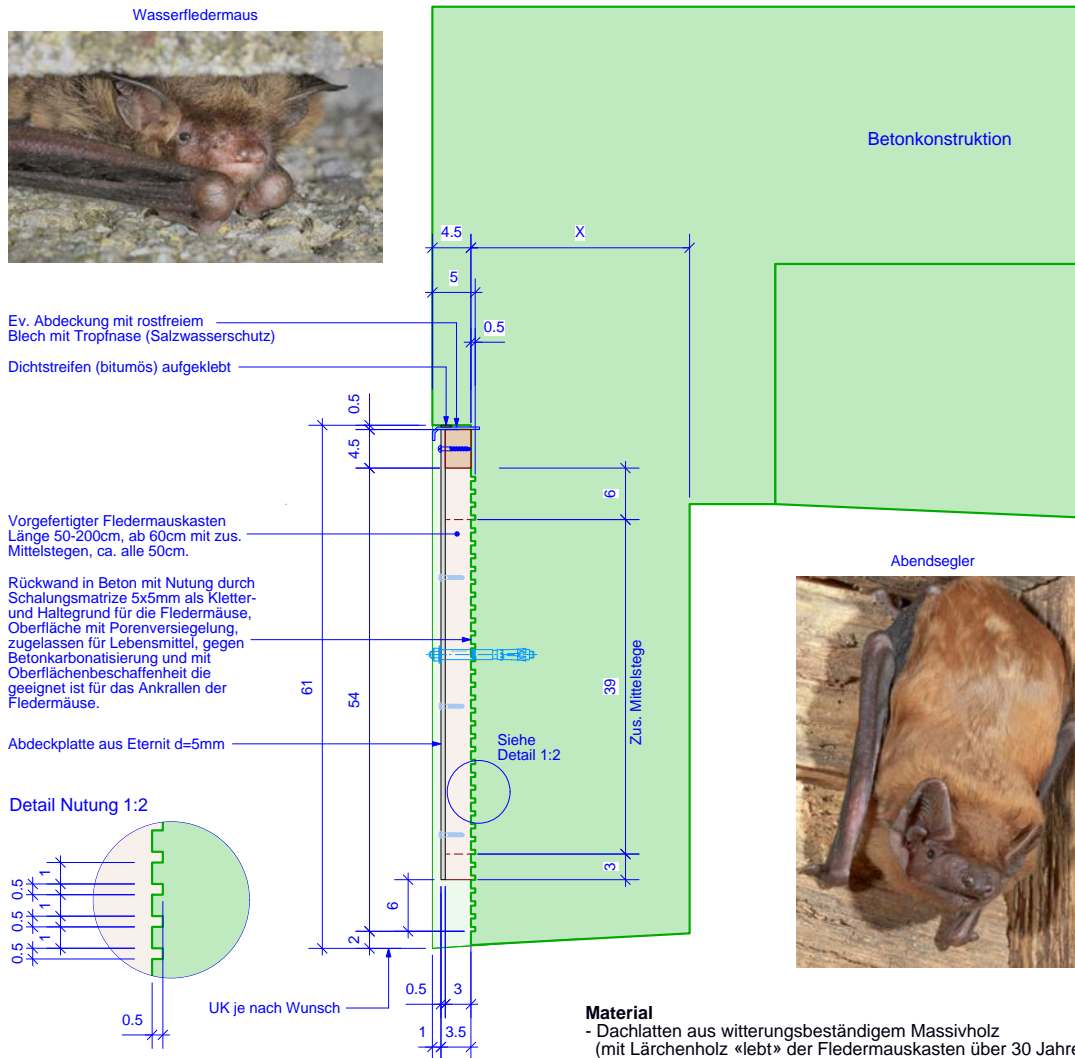 Wasserfledermaus
Betonkonstruktion
4.5
X
5
0.5
Ev. Abdeckung mit rostfreiem
Blech mit Tropfnase (Salzwasserschutz)
Dichtstreifen (bitumös) aufgeklebt
0.5
4.5
6
Vorgefertigter Fledermauskasten
Länge 50-200cm, ab 60cm mit zus.
Mittelstegen, ca. alle 50cm.
Rückwand in Beton mit Nutung durch
Schalungsmatrize 5x5mm als Kletter-
und Haltegrund für die Fledermäuse,
Oberfläche mit Porenversiegelung,
zugelassen für Lebensmittel, gegen
Betonkarbonatisierung und mit
Oberflächenbeschaffenheit die
geeignet ist für das Ankrallen der
Fledermäuse.
61
54
39
Zus. Mittelstege
Abendsegler
Abdeckplatte aus Eternit d=5mm
Siehe
Detail 1:2
Detail Nutung 1:2
1
0.5
1
0.5
1
0.5
0.5
3
6
2
UK je nach Wunsch
0.5
3
1
3.5
Material
- Dachlatten aus witterungsbeständigem Massivholz
(mit Lärchenholz «lebt» der Fledermauskasten über 30 Jahre